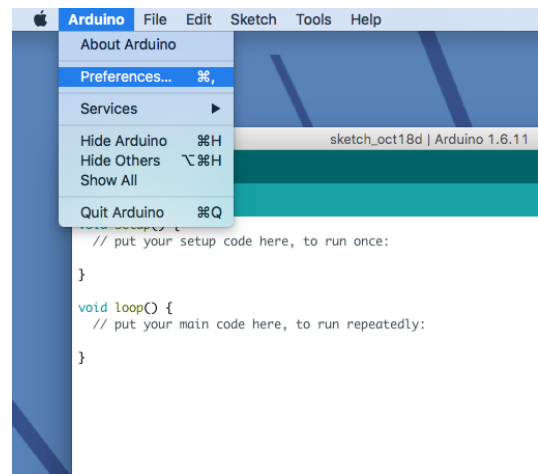 Arduino File Edit Sketch Tools Help
About Arduino
Preferences... ⌘,
Services ▶
Hide Arduino ⌘H
Hide Others ⌥⌘H
Show All
Quit Arduino ⌘Q
sketch_oct18d | Arduino 1.6.11
void setup() {
// put your setup code here, to run once:
}
void loop() {
// put your main code here, to run repeatedly:
}